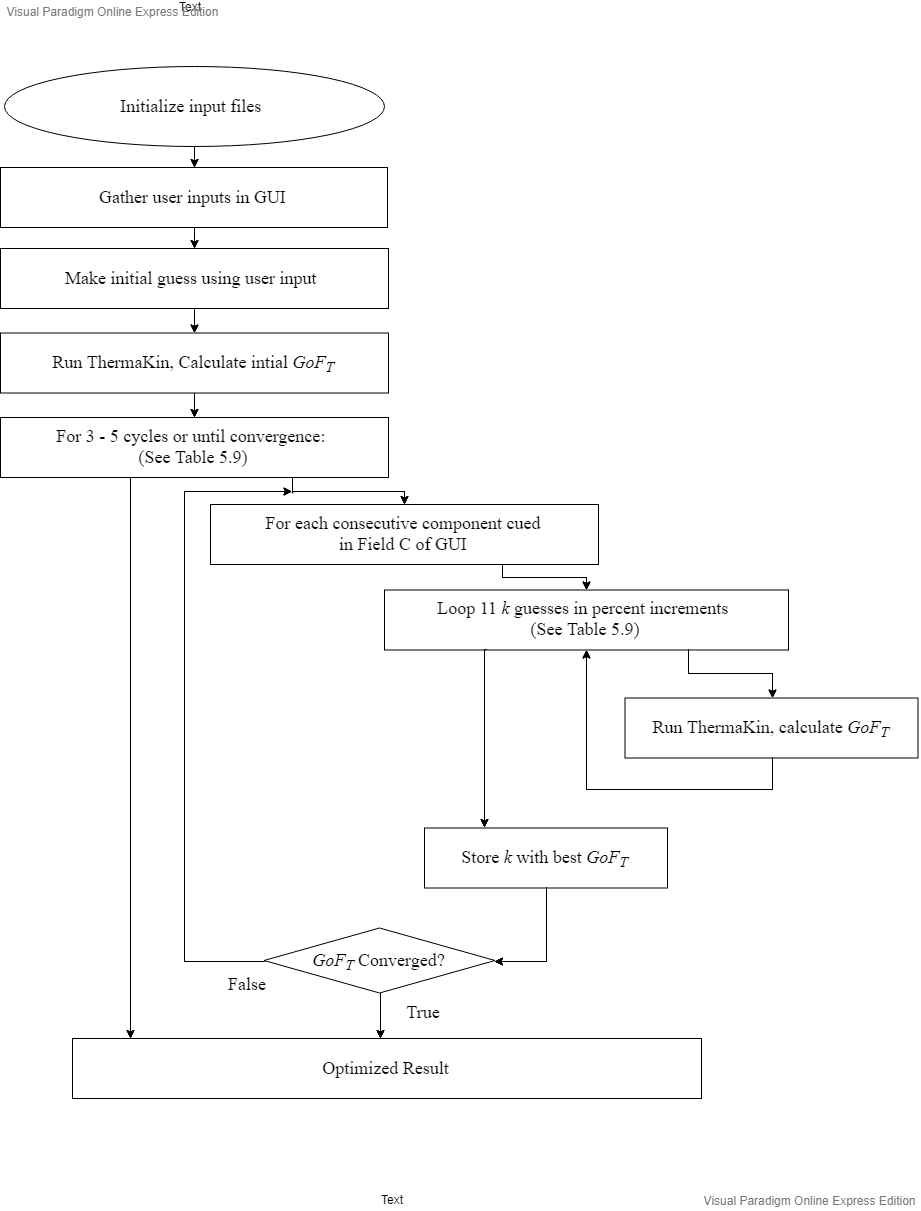 Text
Visual Paradigm Online Express Edition
Initialize input files
Gather user inputs in GUI
Make initial guess using user input
Run ThermaKin, Calculate intial GoF_T
For 3 - 5 cycles or until convergence:
(See Table 5.9)
For each consecutive component cued
in Field C of GUI
Loop 11 k guesses in percent increments
(See Table 5.9)
Run ThermaKin, calculate GoF_T
Store k with best GoF_T
GoF_T Converged?
False
True
Optimized Result
Text
Visual Paradigm Online Express Edition